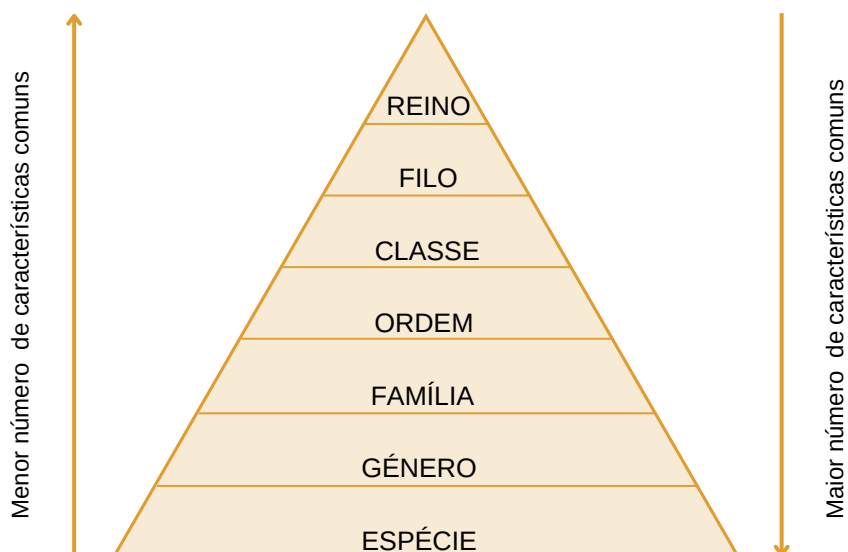 Menor número de características comuns
REINO
FILO
CLASSE
ORDEM
FAMÍLIA
GÉNERO
ESPÉCIE
Maior número de características comuns